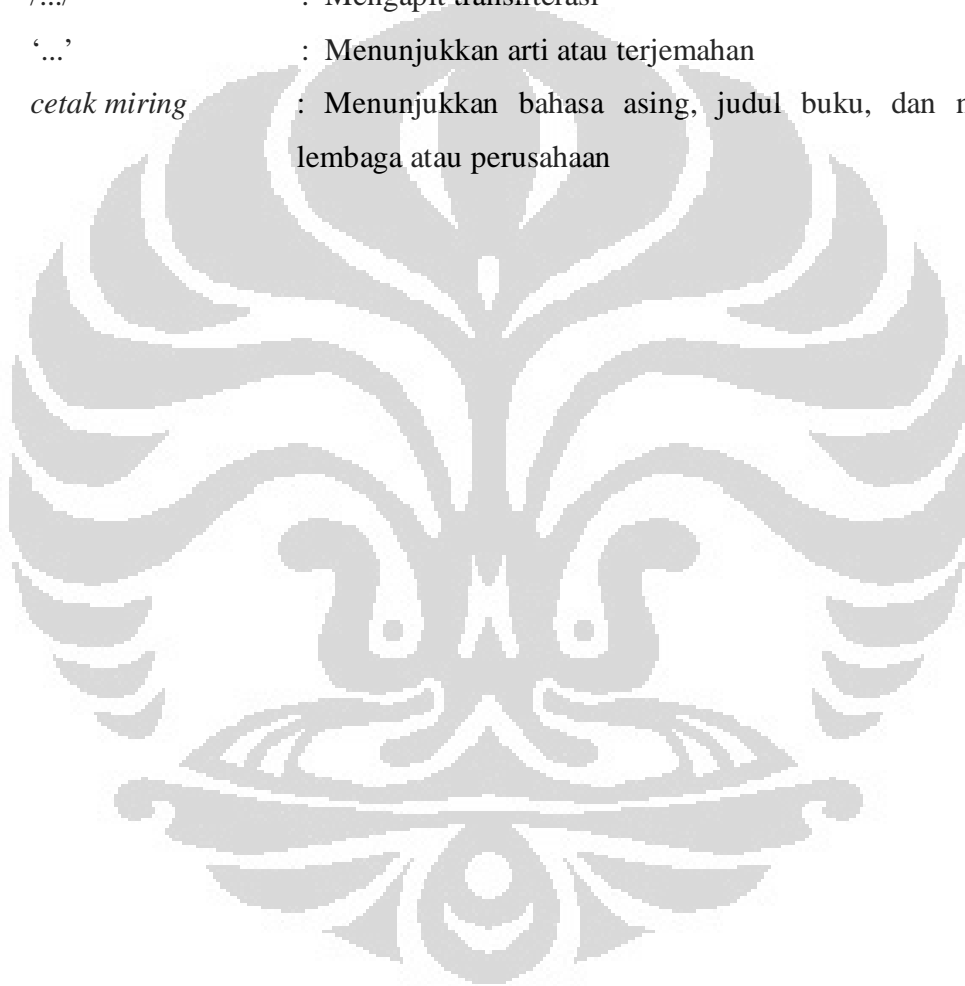 /.../ : Mengapit transliterasi
‘...’ : Menunjukkan arti atau terjemahan
cetak miring : Menunjukkan bahasa asing, judul buku, dan
lembaga atau perusahaan